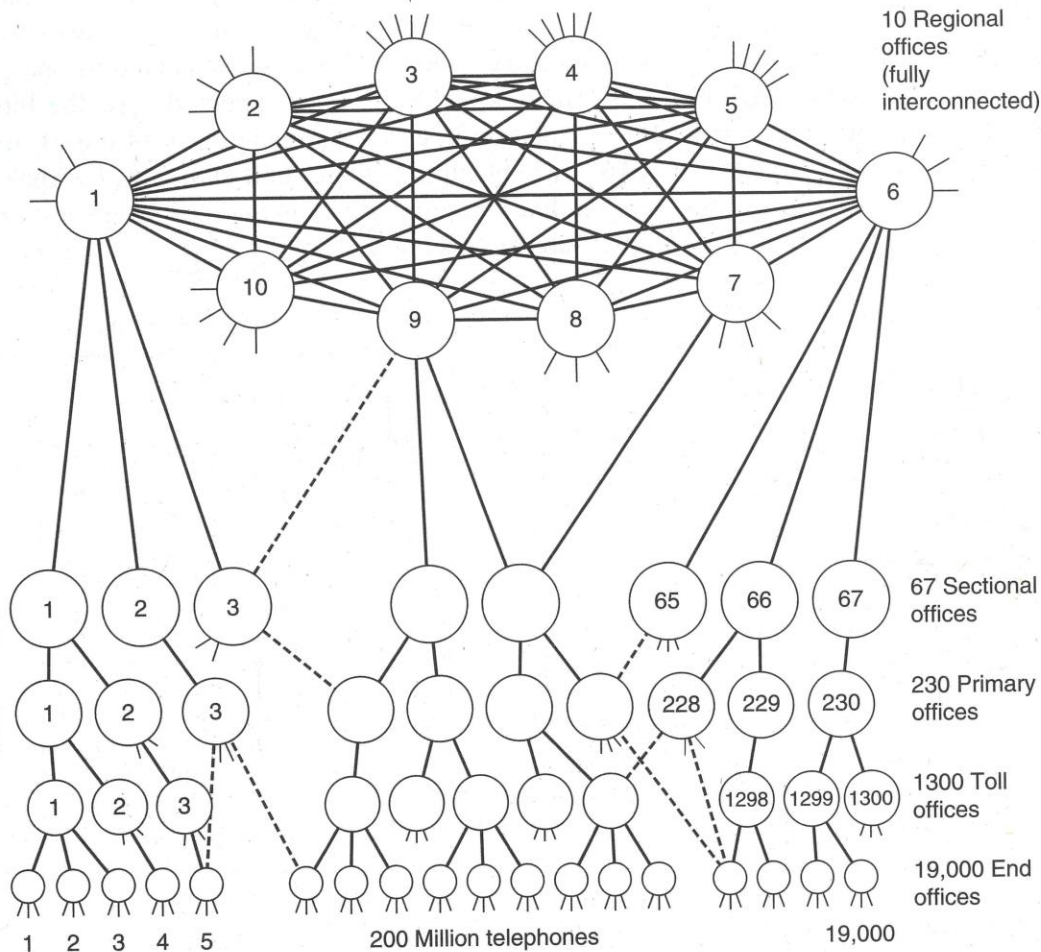 10 Regional
offices
(fully
interconnected)
3 4
2 5
1 6
10 7
9 8
1 2 3 65 66 67
67 Sectional
offices
1 2 3 228 229 230
230 Primary
offices
1 2 3 1298 1299 1300
1300 Toll
offices
19,000 End
offices
1 2 3 4 5 200 Million telephones 19,000